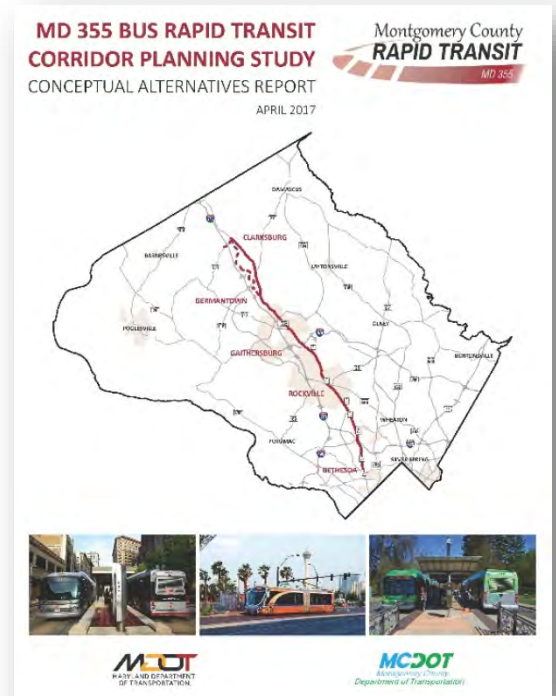 MD 355 BUS RAPID TRANSIT
CORRIDOR PLANNING STUDY
CONCEPTUAL ALTERNATIVES REPORT
APRIL 2017
Montgomery County
RAPID TRANSIT
MD 355
DAMASCUS
CLARKSBURG
BARNESVILLE
LAYTONSVILLE
GERMANTOWN
POOLESVILLE
OLNEY
GAITHERSBURG
BURTONSVILLE
ROCKVILLE
WHEATON
POTOMAC
SILVER SPRING
BETHESDA
MDOT
MARYLAND DEPARTMENT
OF TRANSPORTATION
MCDOT
Montgomery County
Department of Transportation